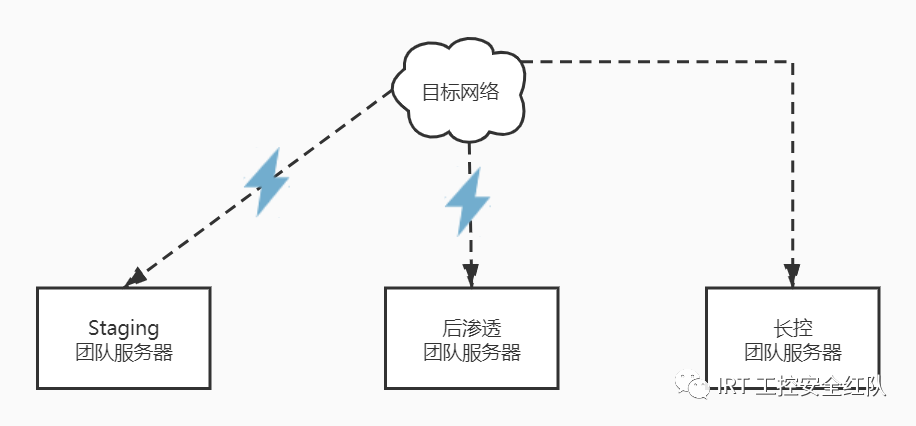 目标网络
Staging
团队服务器
后渗透
团队服务器
长控
团队服务器
IRT 工控安全红队